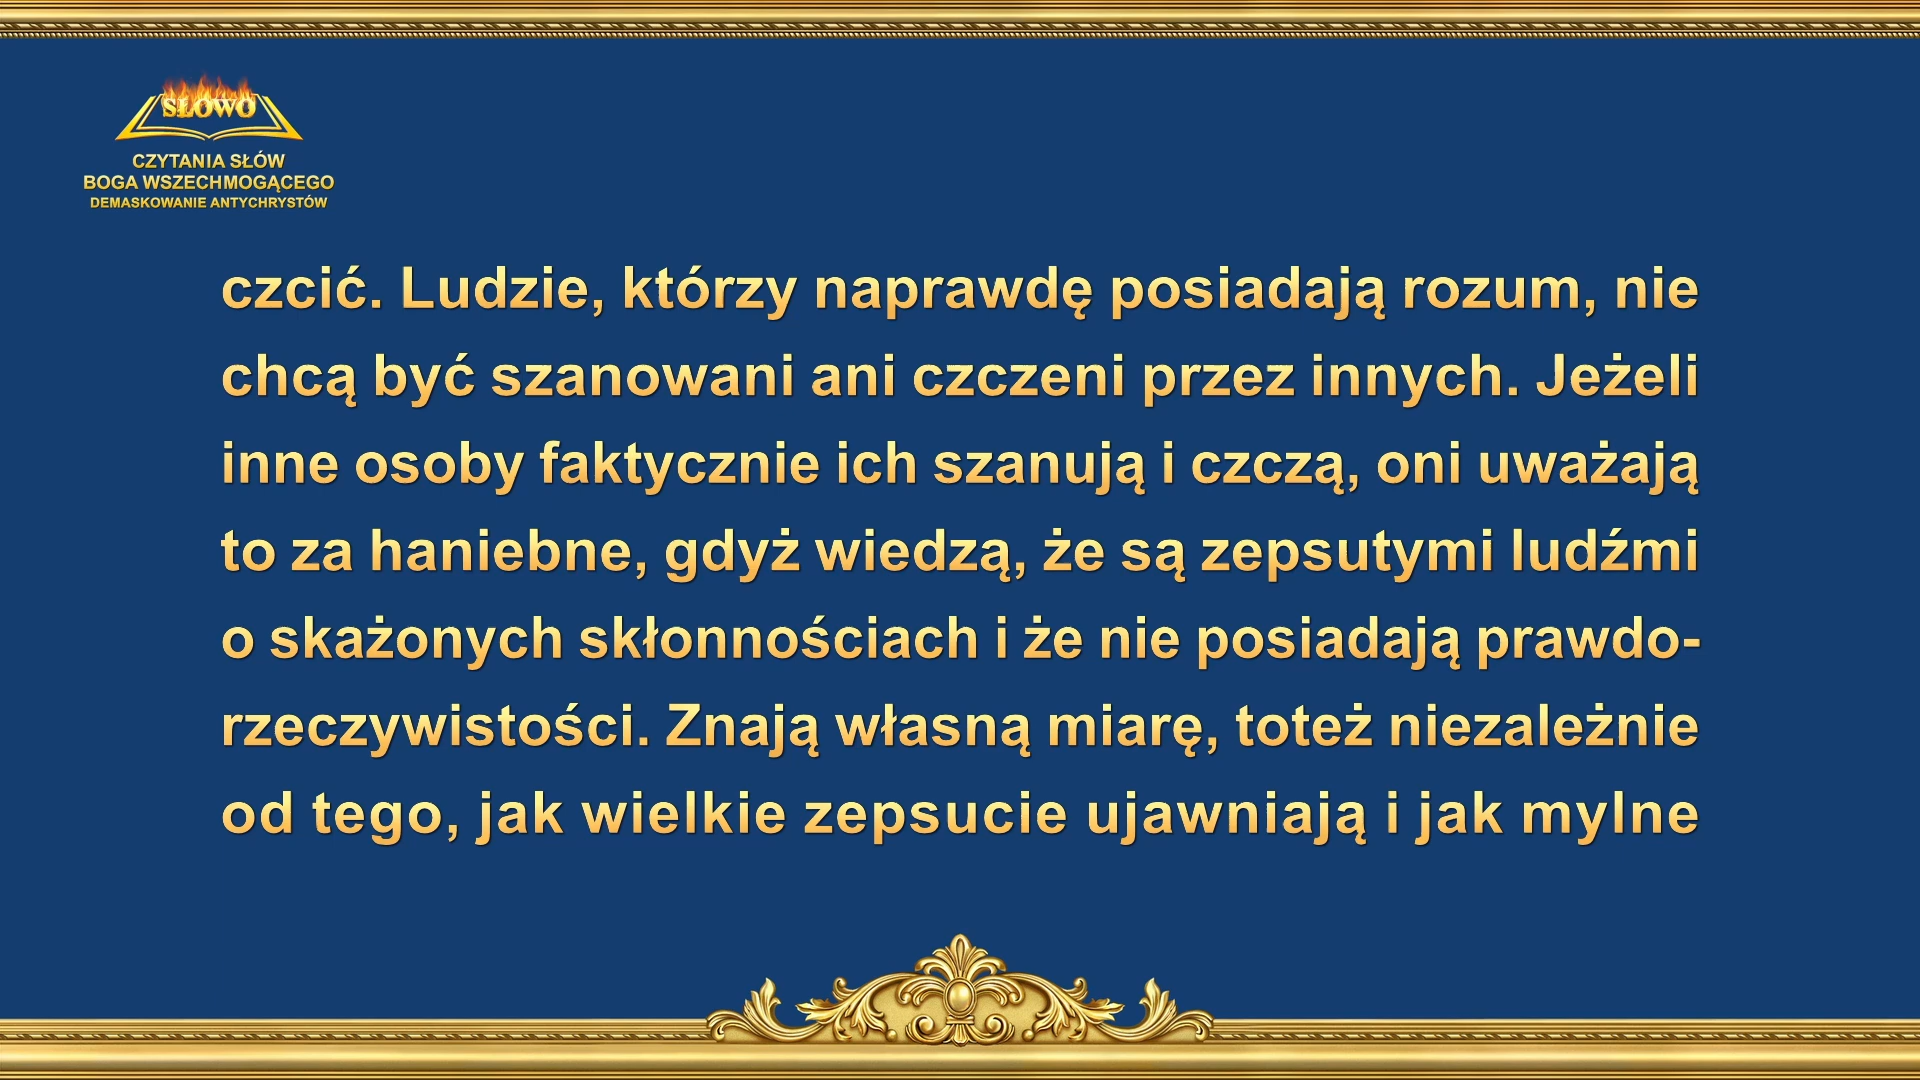 SŁOWO
CZYTANIA SŁÓW
BOGA WSZECHMOGĄCEGO
DEMASKOWANIE ANTYCHRYSTÓW
czcić. Ludzie, którzy naprawdę posiadają rozum, nie
chcą być szanowani ani czczeni przez innych. Jeżeli
inne osoby faktycznie ich szanują i czczą, oni uważają
to za haniebne, gdyż wiedzą, że są zepsutymi ludźmi
o skażonych skłonnościach i że nie posiadają prawdo-
rzeczywistości. Znają własną miarę, toteż niezależnie
od tego, jak wielkie zepsucie ujawniają i jak mylne